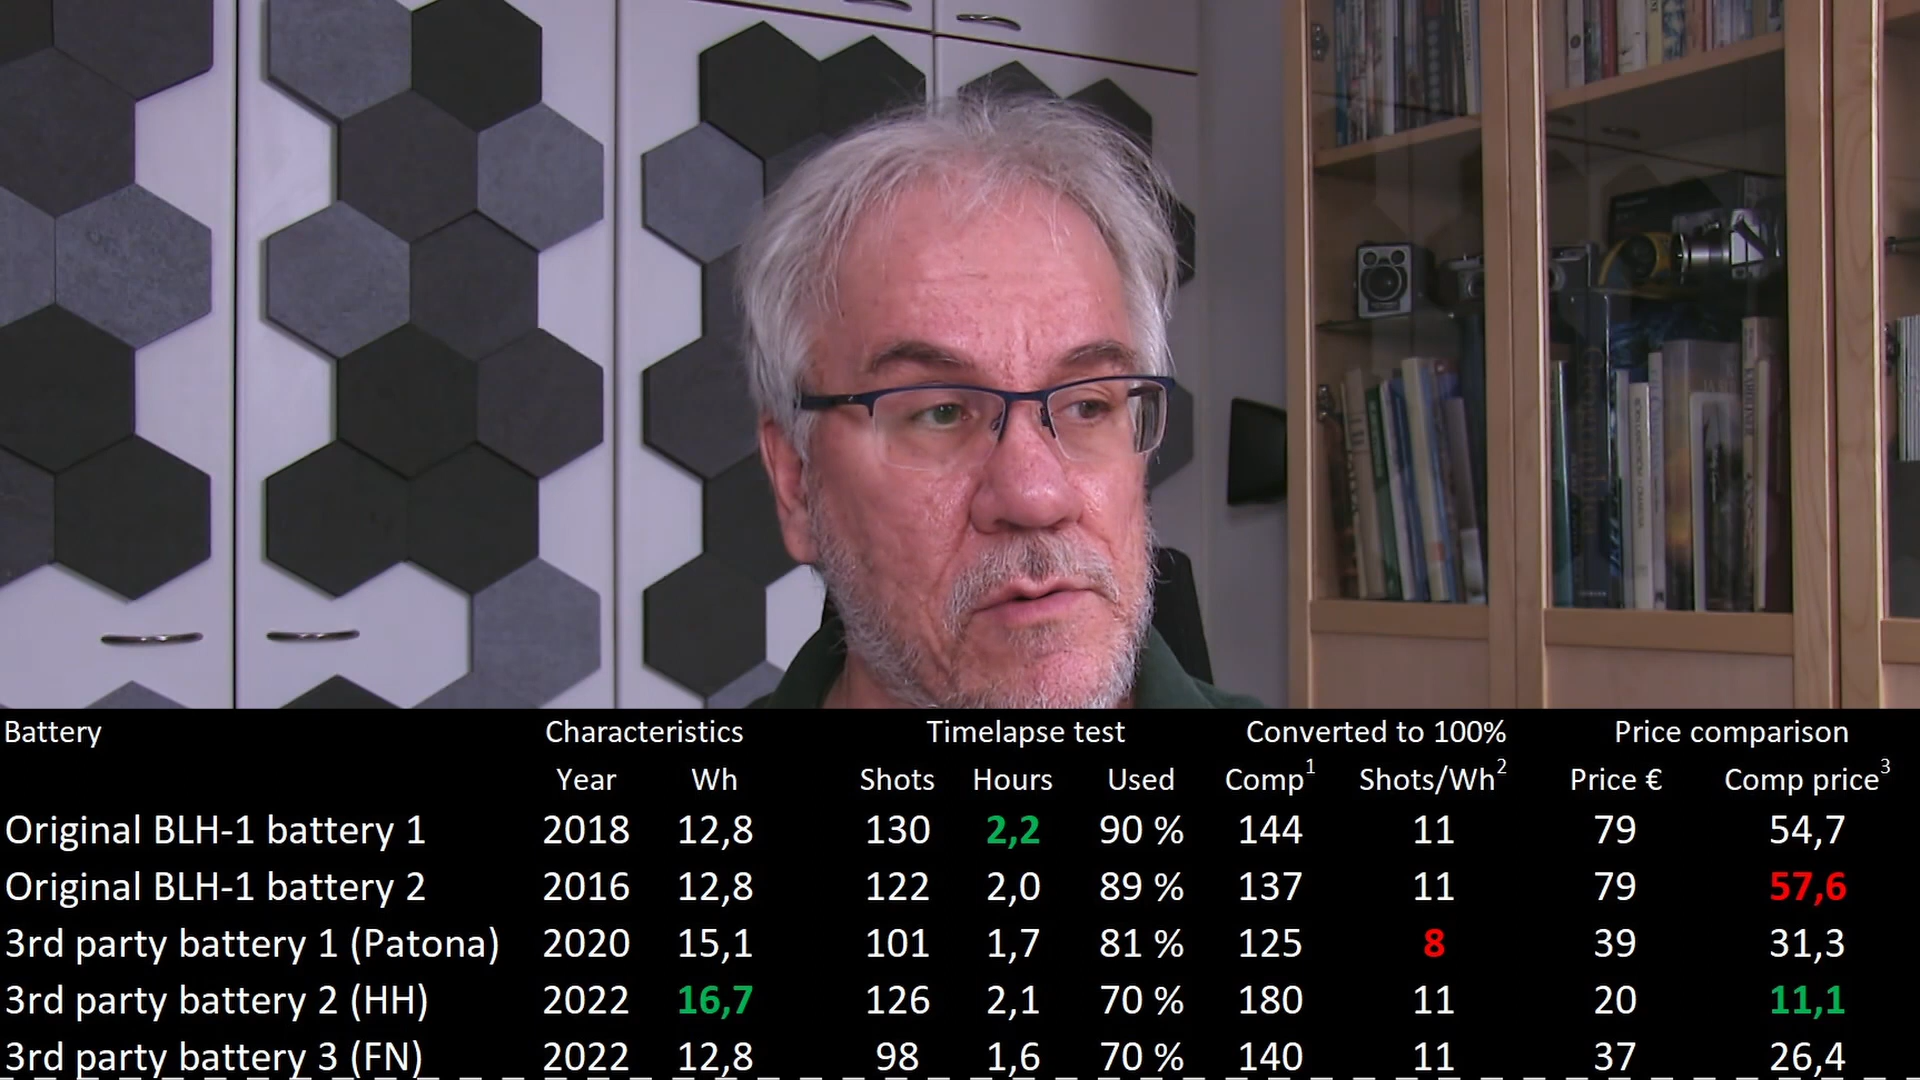 Battery Characteristics Timelapse test Converted to 100% Price comparison
Year Wh Shots Hours Used Comp1 Shots/Wh2 Price € Comp price3
Original BLH-1 battery 1 2018 12,8 130 2,2 90 % 144 11 79 54,7
Original BLH-1 battery 2 2016 12,8 122 2,0 89 % 137 11 79 57,6
3rd party battery 1 (Patona) 2020 15,1 101 1,7 81 % 125 8 39 31,3
3rd party battery 2 (HH) 2022 16,7 126 2,1 70 % 180 11 20 11,1
3rd party battery 3 (FN) 2022 12,8 98 1,6 70 % 140 11 37 26,4